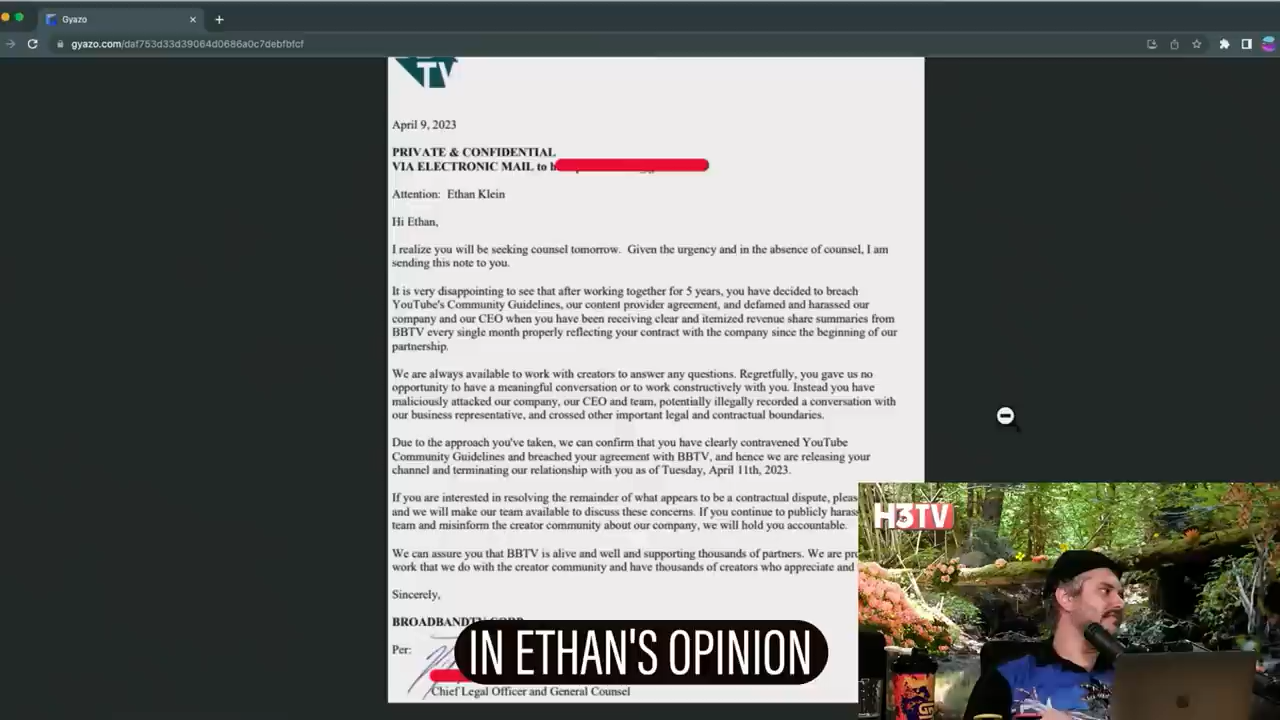 Gyazo
gyazo.com/daf753d33d39064d0686a0c7debfbfcf
TV
April 9, 2023
PRIVATE & CONFIDENTIAL
VIA ELECTRONIC MAIL to
Attention: Ethan Klein
Hi Ethan,
I realize you will be seeking counsel tomorrow. Given the urgency and in the absence of counsel, I am
sending this note to you.
It is very disappointing to see that after working together for 5 years, you have decided to breach
YouTube's Community Guidelines, our content provider agreement, and defamed and harassed our
company and our CEO when you have been receiving clear and itemized revenue share summaries from
BBTV every single month properly reflecting your contract with the company since the beginning of our
partnership.
We are always available to work with creators to answer any questions. Regretfully, you gave us no
opportunity to have a meaningful conversation or to work constructively with you. Instead you have
maliciously attacked our company, our CEO and team, potentially illegally recorded a conversation with
our business representative, and crossed other important legal and contractual boundaries.
Due to the approach you've taken, we can confirm that you have clearly contravened YouTube
Community Guidelines and breached your agreement with BBTV, and hence we are releasing your
channel and terminating our relationship with you as of Tuesday, April 11th, 2023.
If you are interested in resolving the remainder of what appears to be a contractual dispute,
and we will make our team available to discuss these concerns. If you continue to publicly
team and misinform the creator community about our company, we will hold you accountable.
We can assure you that BBTV is alive and well and supporting thousands of partners. We are
work that we do with the creator community and have thousands of creators who appreciate and
Sincerely,
BROADBANDTV CORP
Per:
Chief Legal Officer and General Counsel
H3TV
IN ETHAN'S OPINION